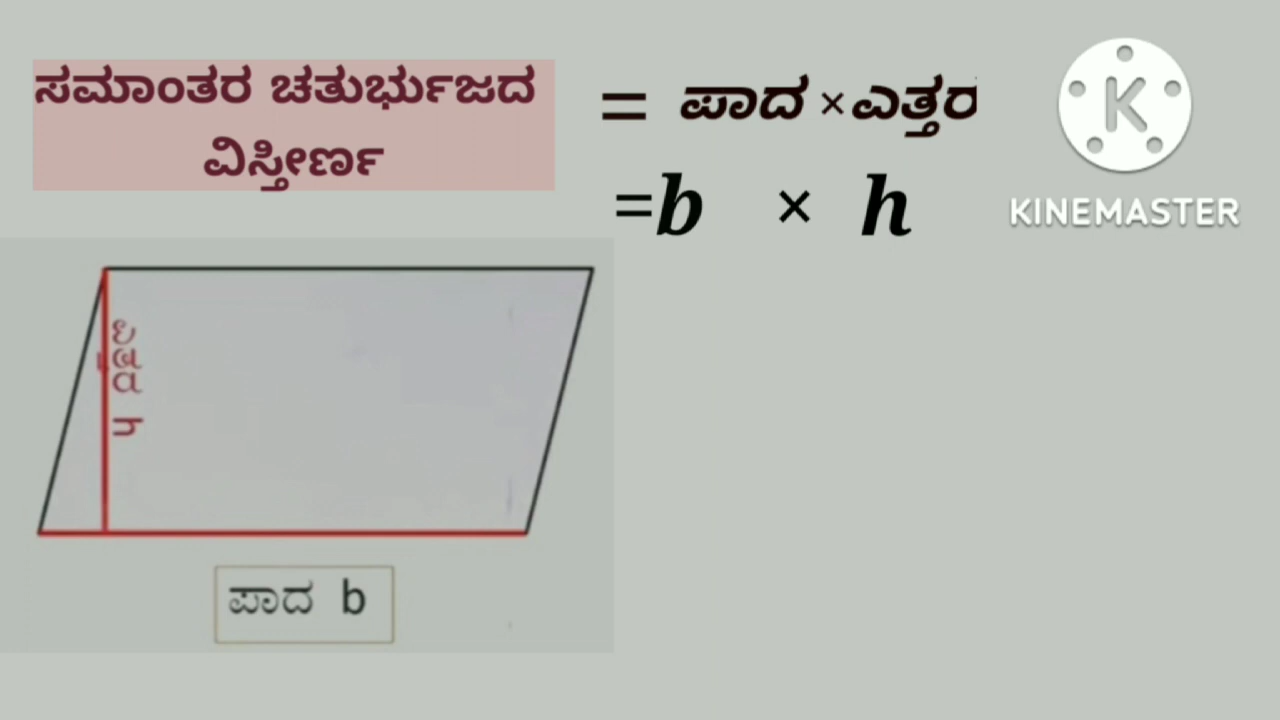 ಸಮಾಂತರ ಚತುರ್ಭುಜದ
ವಿಸ್ತೀರ್ಣ
= ಪಾದ × ಎತ್ತರ
=b × h
K
KINEMASTER
ಎತ್ತರ h
ಪಾದ b